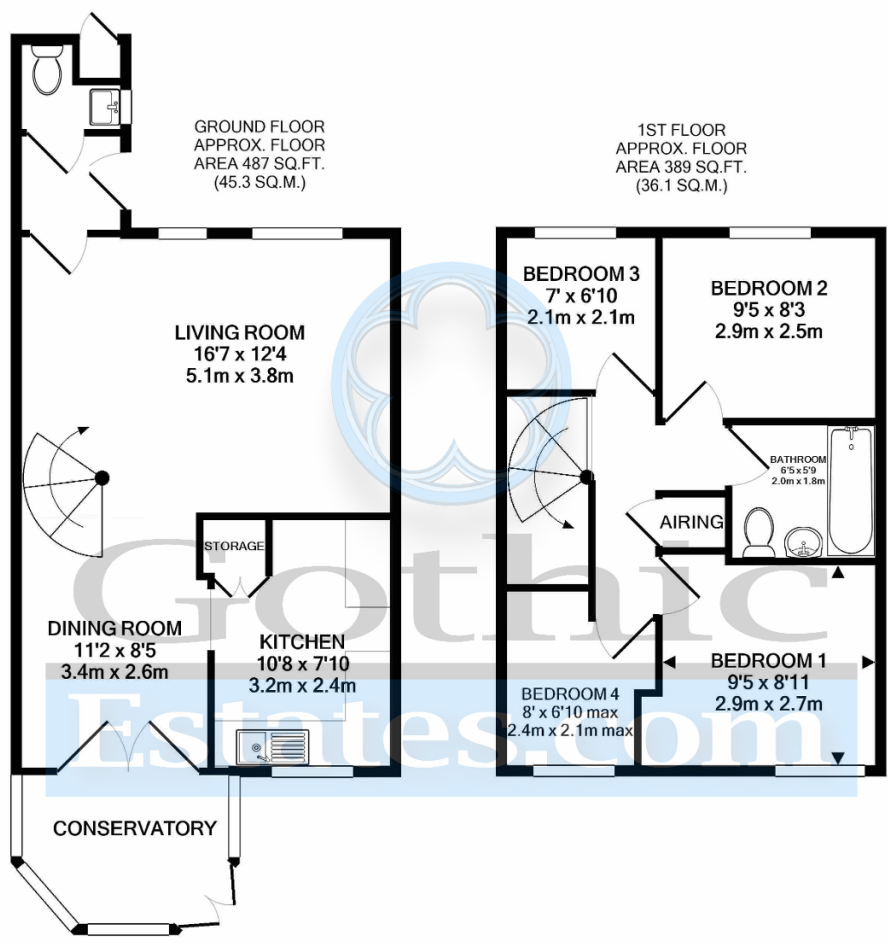 GROUND FLOOR
APPROX. FLOOR
AREA 487 SQ.FT.
(45.3 SQ.M.)
1ST FLOOR
APPROX. FLOOR
AREA 389 SQ.FT.
(36.1 SQ.M.)
LIVING ROOM
16'7 x 12'4
5.1m x 3.8m
STORAGE
DINING ROOM
11'2 x 8'5
3.4m x 2.6m
KITCHEN
10'8 x 7'10
3.2m x 2.4m
CONSERVATORY
BEDROOM 3
7' x 6'10
2.1m x 2.1m
BEDROOM 2
9'5 x 8'3
2.9m x 2.5m
BATHROOM
6'5 x 5'9
2.0m x 1.8m
AIRING
BEDROOM 1
9'5 x 8'11
2.9m x 2.7m
BEDROOM 4
8' x 6'10 max
2.4m x 2.1m max
Gothic
Estates.com